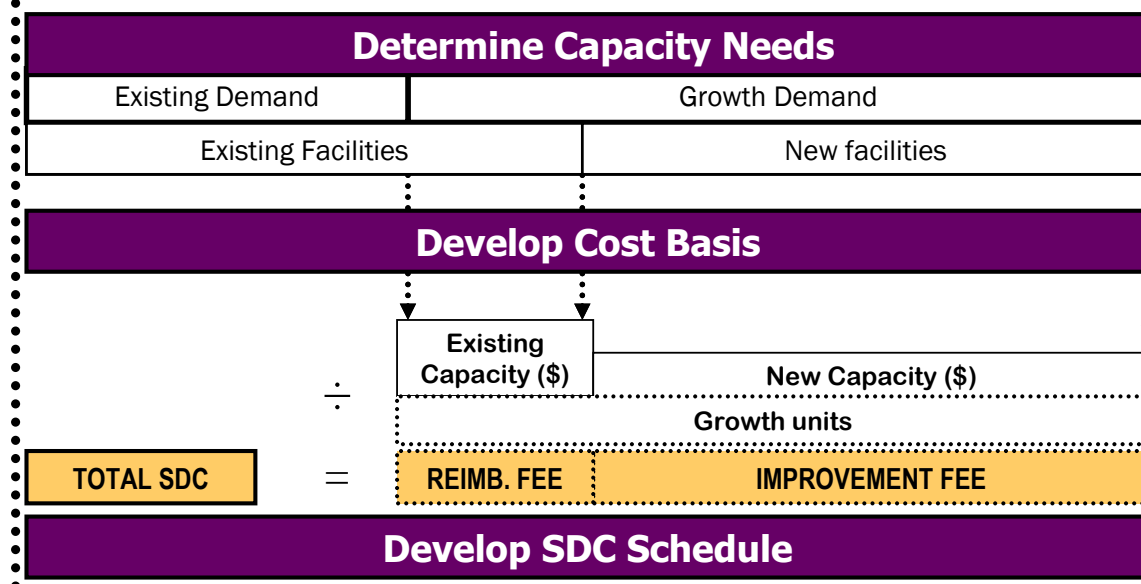 Determine Capacity Needs
Existing Demand Growth Demand
Existing Facilities New facilities
Develop Cost Basis
Existing
Capacity ($) New Capacity ($)
÷
Growth units
TOTAL SDC = REIMB. FEE IMPROVEMENT FEE
Develop SDC Schedule